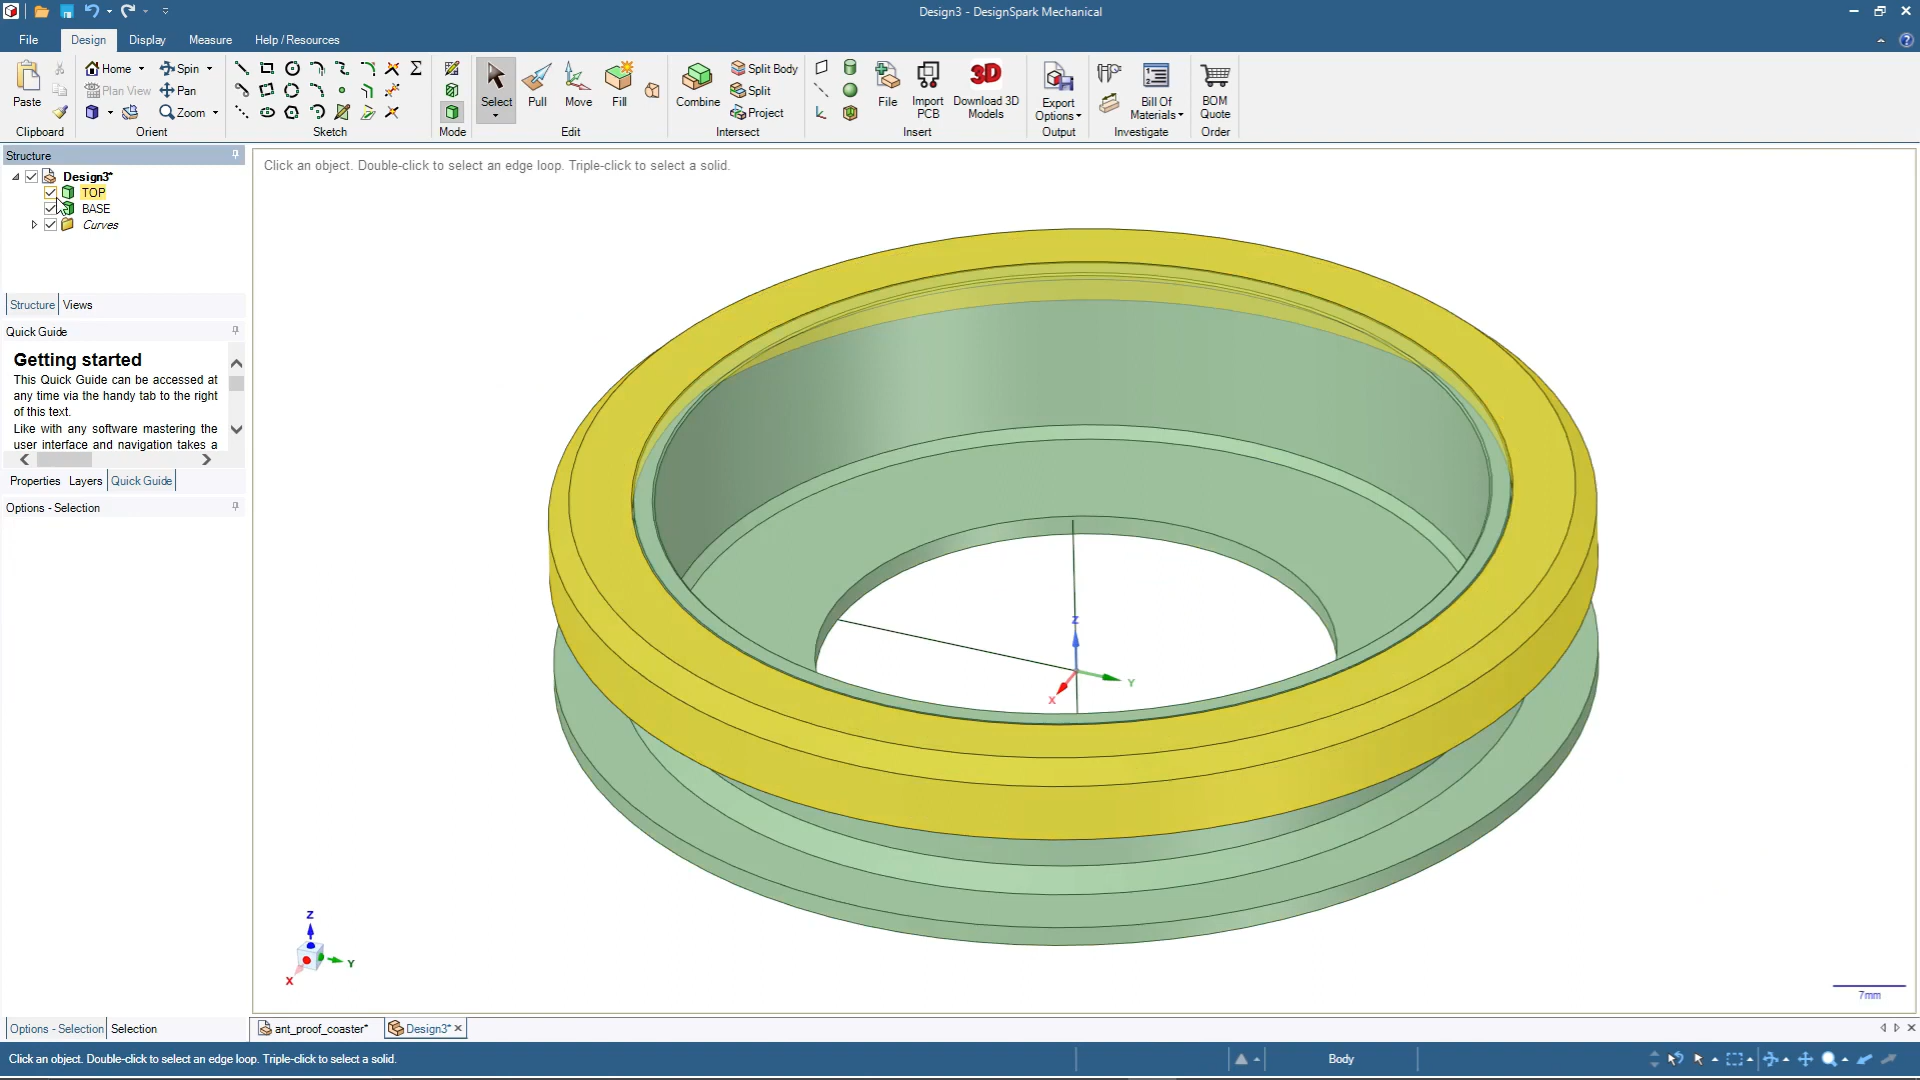 Design3 - DesignSpark Mechanical
File Design Display Measure Help / Resources
Paste
Clipboard
Home
Plan View
Spin
Pan
Zoom
Orient
Sketch
Mode
Select
Pull
Move
Fill
Edit
Combine
Split Body
Split
Project
Intersect
File
Import PCB
Download 3D Models
3D
Insert
Export Options
Output
Bill Of Materials
Investigate
BOM Quote
Order
Structure
Design3*
TOP
BASE
Curves
Structure Views
Quick Guide
Getting started
This Quick Guide can be accessed at
any time via the handy tab to the right
of this text.
Like with any software mastering the
user interface and navigation takes a
Properties Layers Quick Guide
Options - Selection
Click an object. Double-click to select an edge loop. Triple-click to select a solid.
Z
Y
X
Z
Y
X
7mm
Options - Selection Selection
ant_proof_coaster* Design3*
Click an object. Double-click to select an edge loop. Triple-click to select a solid.
Body